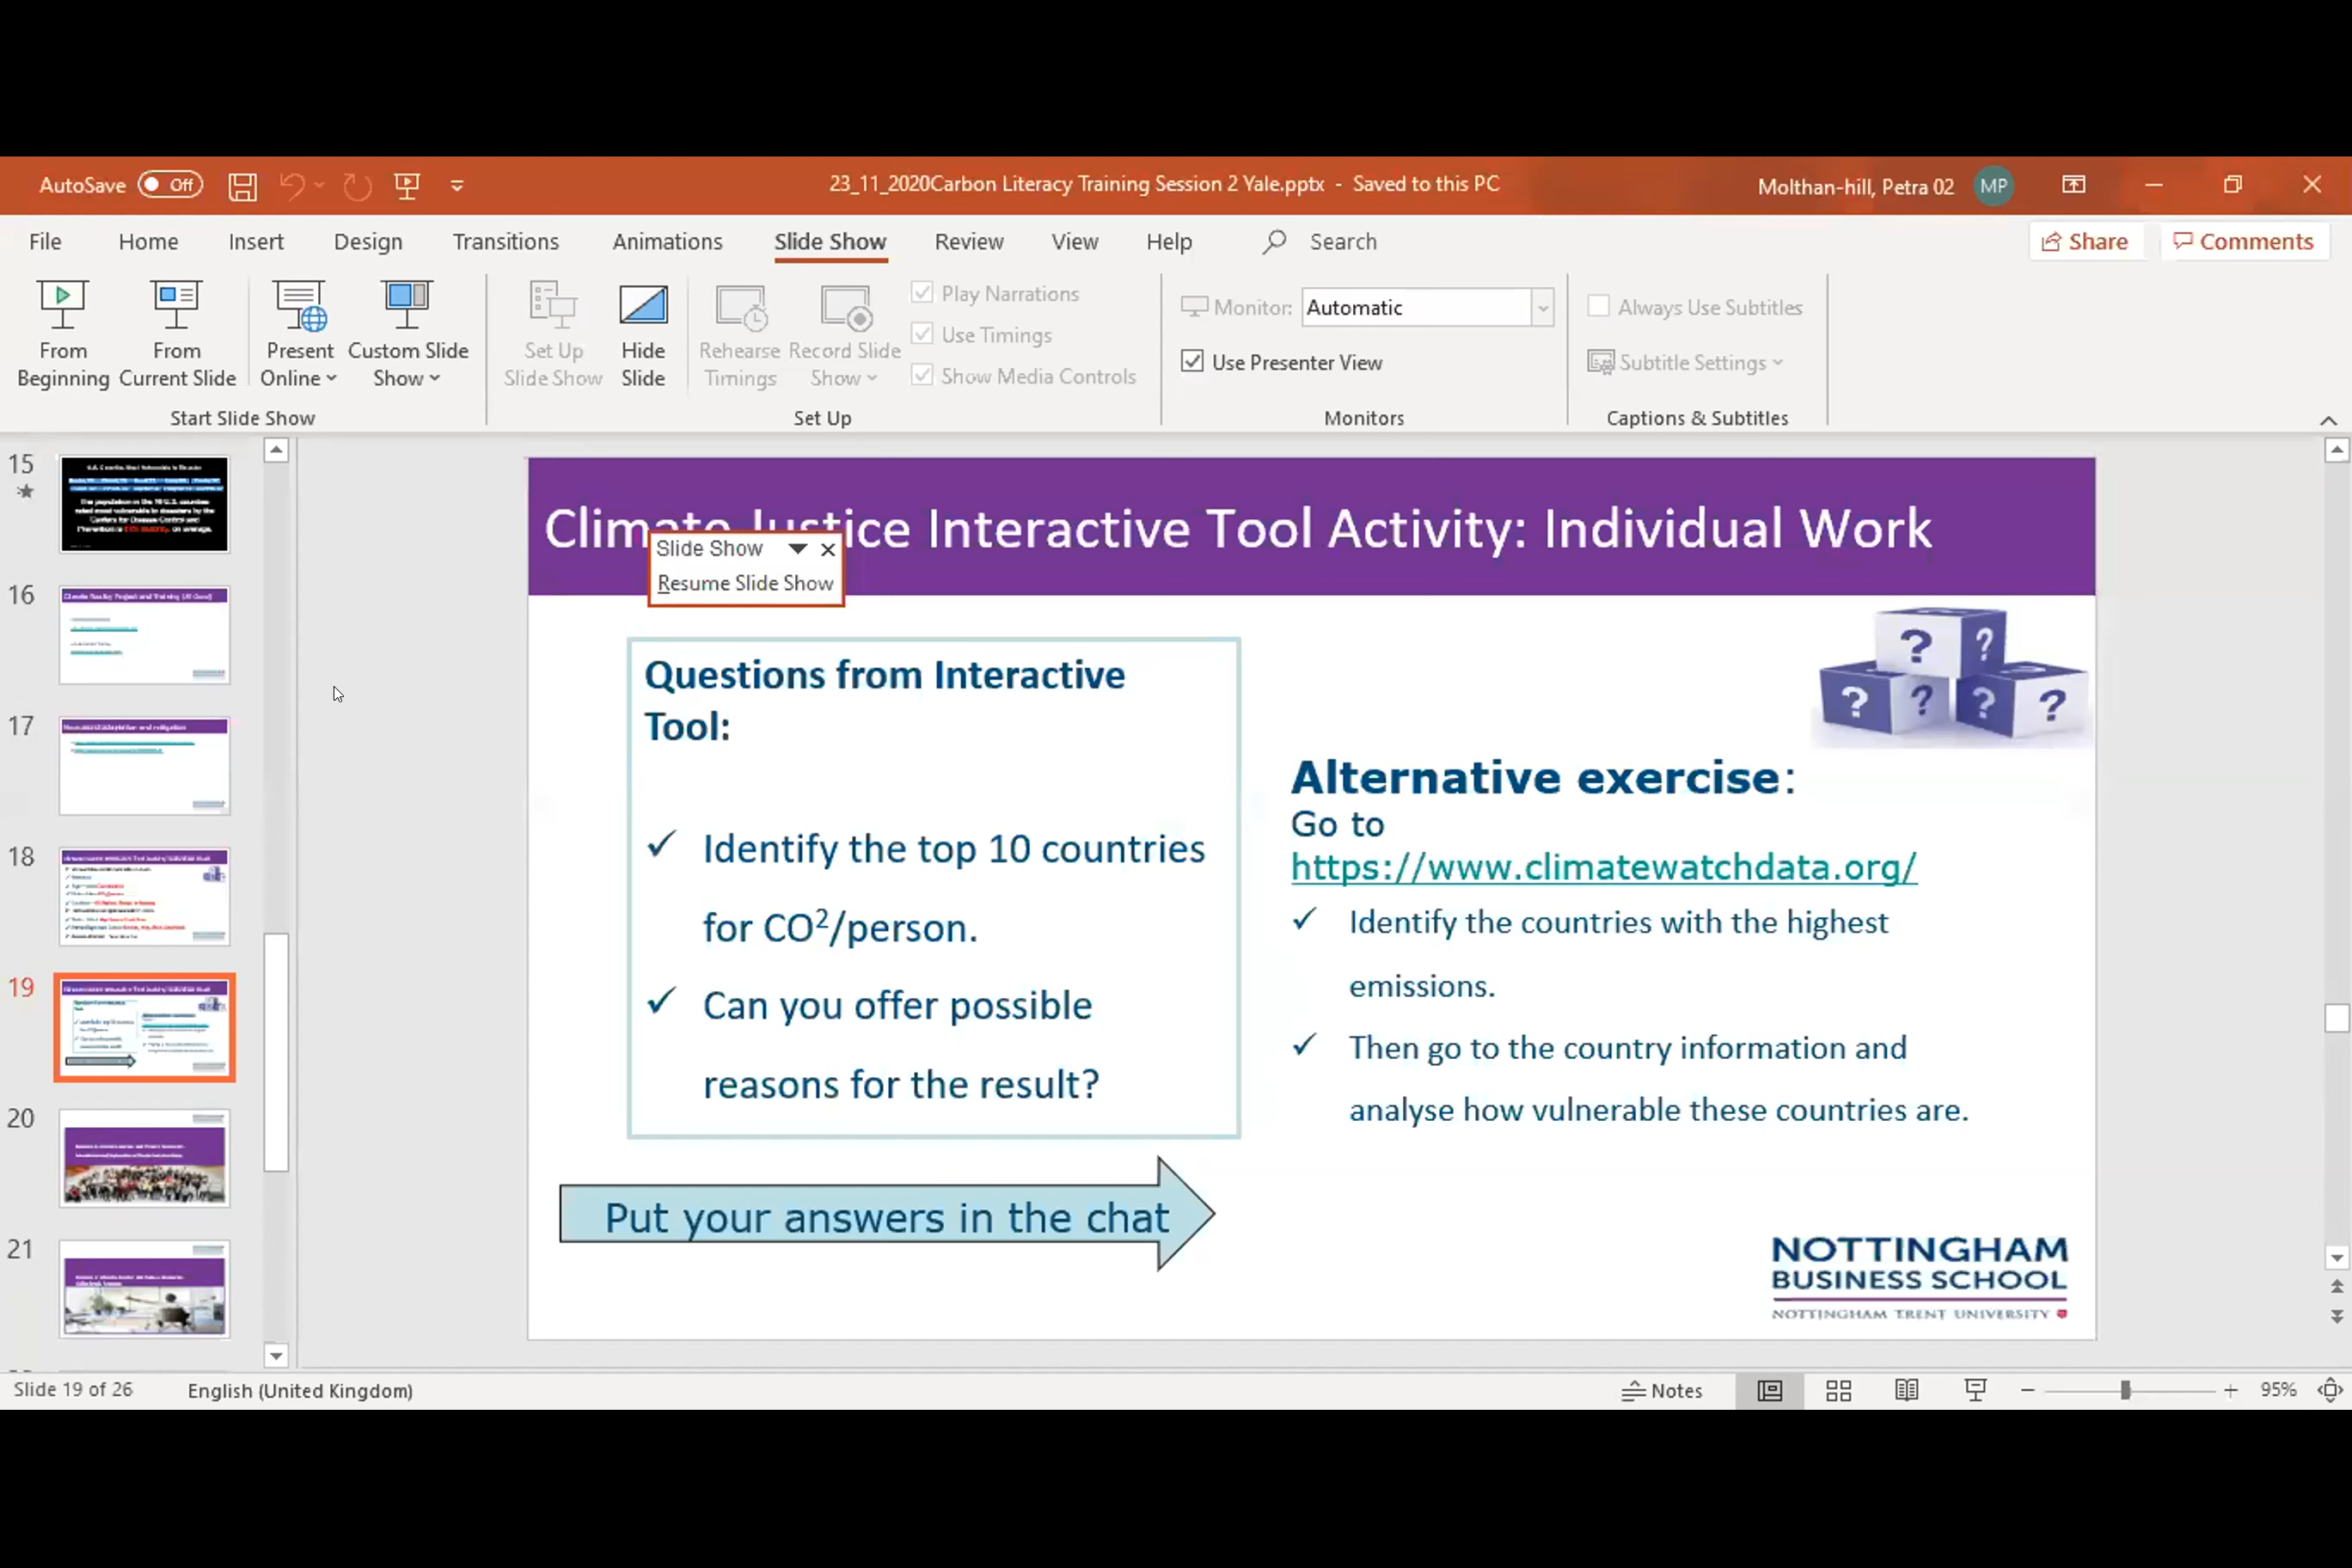 AutoSave Off
23_11_2020Carbon Literacy Training Session 2 Yale.pptx - Saved to this PC
Molthan-hill, Petra 02 MP
File Home Insert Design Transitions Animations Slide Show Review View Help Search
Share Comments
From Beginning
From Current Slide
Present Online
Custom Slide Show
Set Up Slide Show
Hide Slide
Rehearse Timings
Record Slide Show
Play Narrations
Use Timings
Show Media Controls
Monitor: Automatic
Use Presenter View
Always Use Subtitles
Subtitle Settings
Start Slide Show
Set Up
Monitors
Captions & Subtitles
15
16
17
18
19
20
21
Climate Justice Interactive Tool Activity: Individual Work
Slide Show
Resume Slide Show
Questions from Interactive
Tool:
✓ Identify the top 10 countries
for CO²/person.
✓ Can you offer possible
reasons for the result?
Put your answers in the chat
? ? ? ? ? ?
Alternative exercise:
Go to
https://www.climatewatchdata.org/
✓ Identify the countries with the highest
emissions.
✓ Then go to the country information and
analyse how vulnerable these countries are.
NOTTINGHAM
BUSINESS SCHOOL
NOTTINGHAM TRENT UNIVERSITY
Slide 19 of 26
English (United Kingdom)
Notes
95%